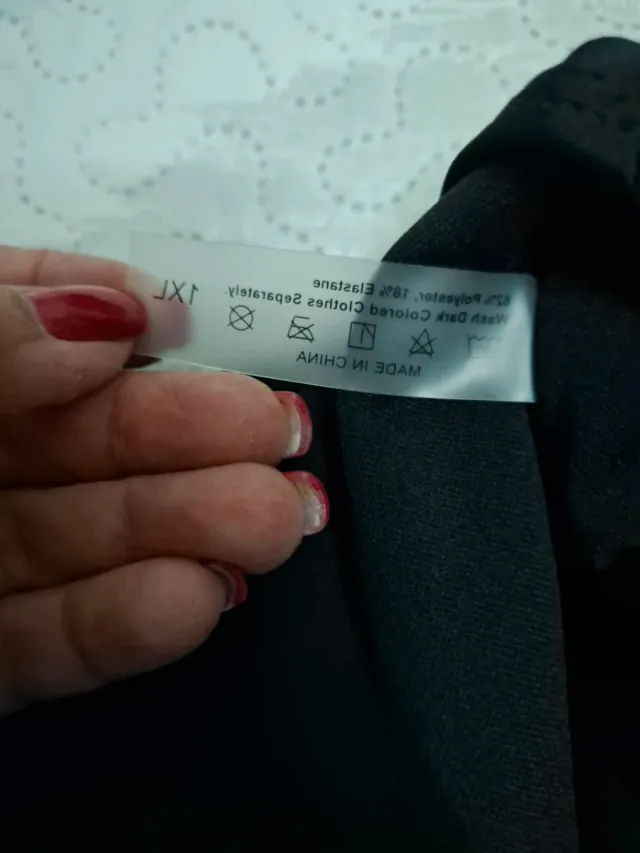 82% Polyester, 18% Elastane
Wash Dark Colored Clothes Separately.
1XL
MADE IN CHINA